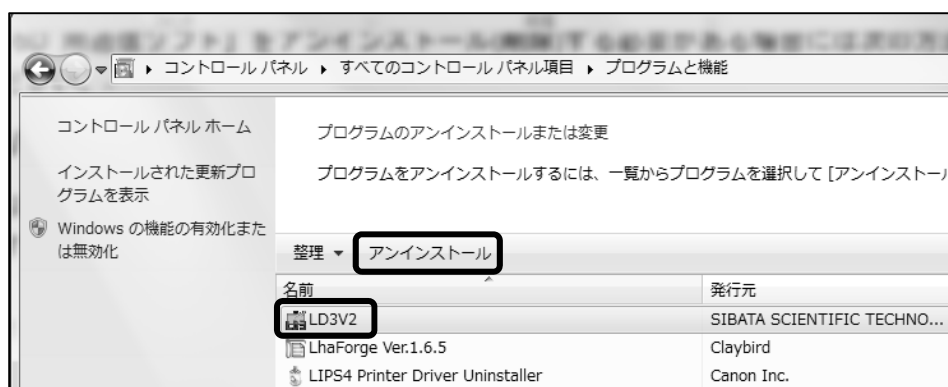 コントロール パネル ▸ すべてのコントロール パネル項目 ▸ プログラムと機能
コントロール パネル ホーム
インストールされた更新プロ
グラムを表示
Windows の機能の有効化また
は無効化
プログラムのアンインストールまたは変更
プログラムをアンインストールするには、一覧からプログラムを選択して [アンインストール
整理 ▼ アンインストール
名前 発行元
LD3V2 SIBATA SCIENTIFIC TECHNO...
LhaForge Ver.1.6.5 Claybird
LIPS4 Printer Driver Uninstaller Canon Inc.